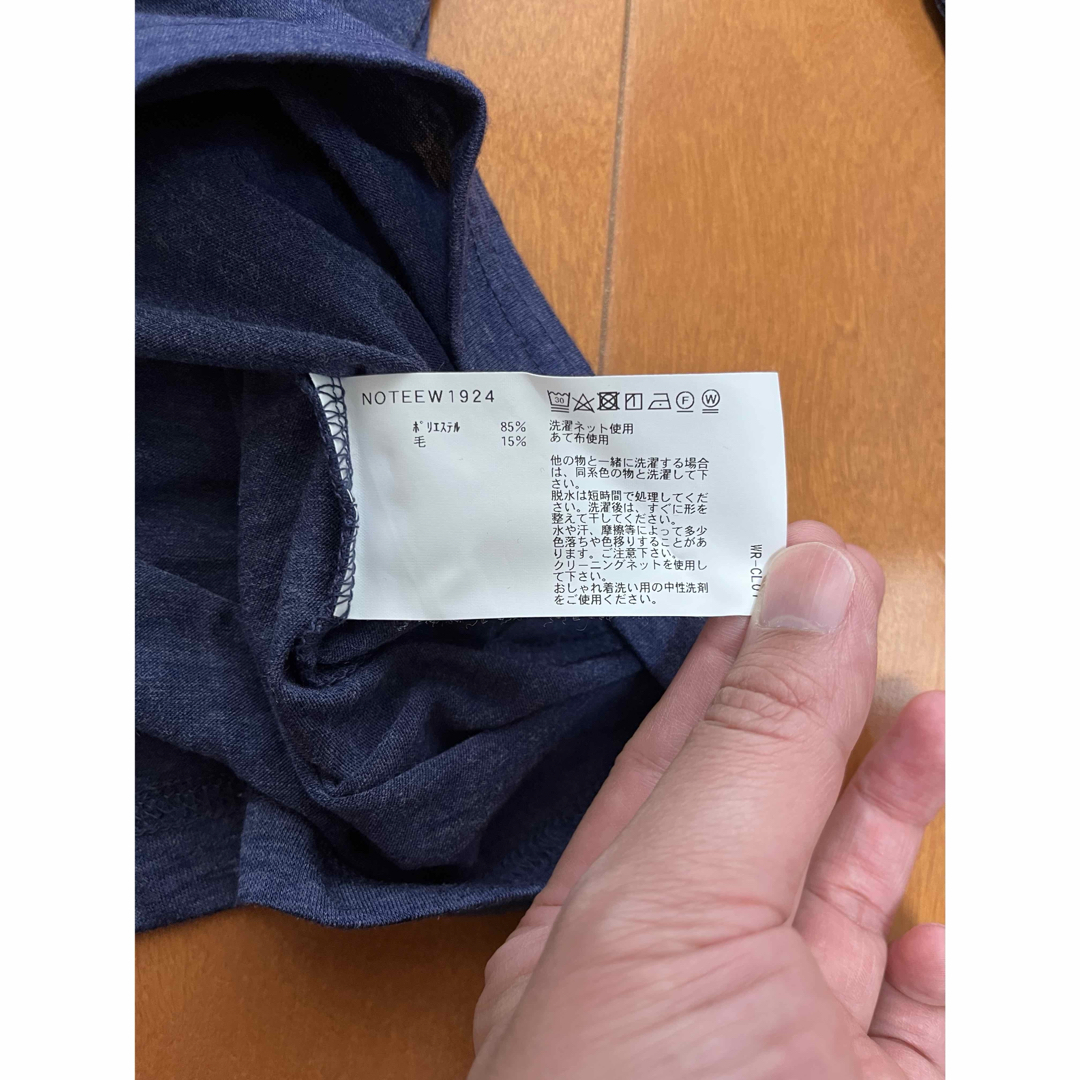 NOTEEW1924
ポリエステル 85%
毛 15%
30
F W
洗濯ネット使用
あて布使用
他の物と一緒に洗濯する場合
は、同系色の物と洗濯して下
さい。
脱水は短時間で処理してくだ
さい。洗濯後は、すぐに形を
整えて干してください。
水や汗、摩擦等によって多少
色落ちや色移りすることがあ
ります。ご注意下さい。
クリーニングネットを使用し
て下さい。
おしゃれ着洗い用の中性洗剤
をご使用ください。